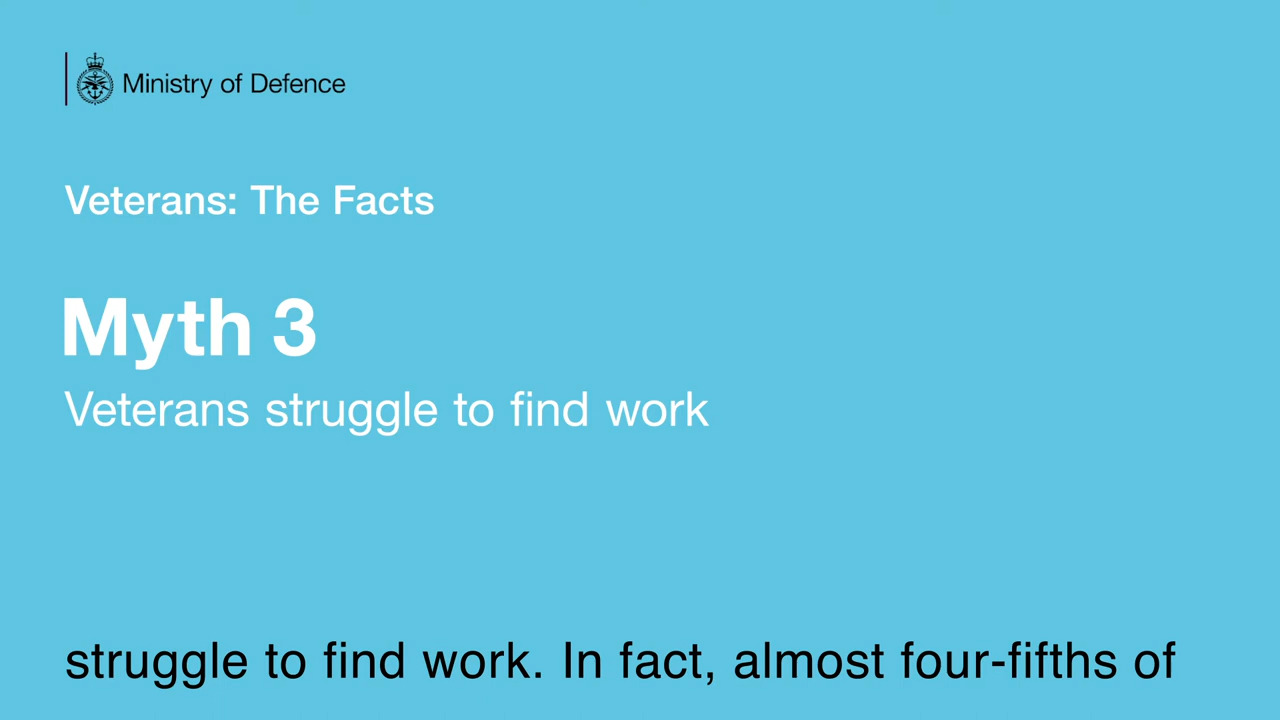 Ministry of Defence
Veterans: The Facts
Myth 3
Veterans struggle to find work
struggle to find work. In fact, almost four-fifths of